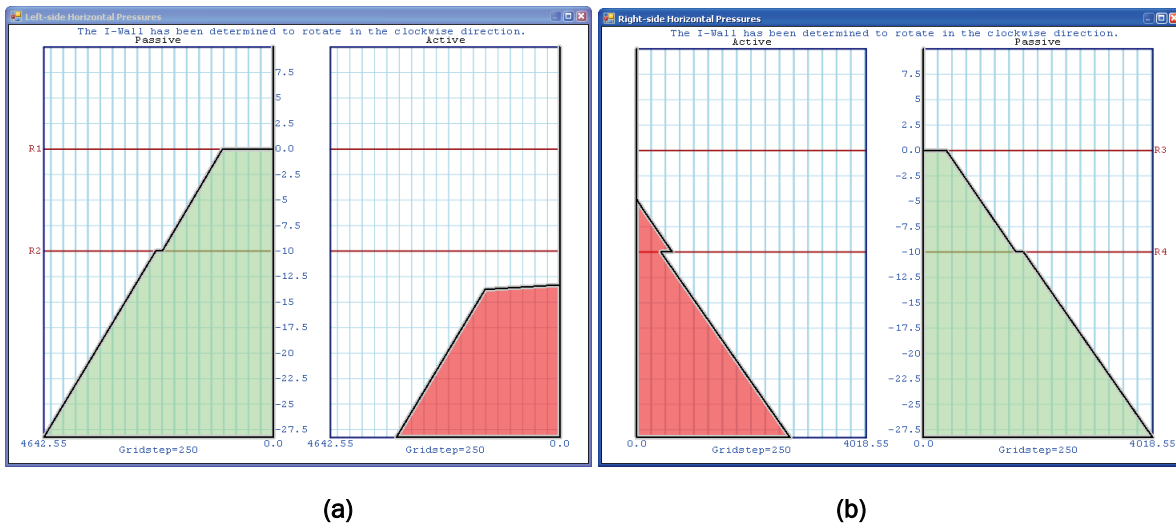 Left-side Horizontal Pressures
The I-Wall has been determined to rotate in the clockwise direction.
Passive
Active
7.5
5
2.5
R1
0.0
-2.5
-5
-7.5
R2
-10
-12.5
-15
-17.5
-20
-22.5
-25
-27.5
4642.55
0.0
4642.55
0.0
Gridstep=250
Gridstep=250
(a)
Right-side Horizontal Pressures
The I-Wall has been determined to rotate in the clockwise direction.
Active
Passive
7.5
5
2.5
0.0
R3
-2.5
-5
-7.5
-10
R4
-12.5
-15
-17.5
-20
-22.5
-25
-27.5
0.0
4018.55
0.0
4018.55
Gridstep=250
Gridstep=250
(b)